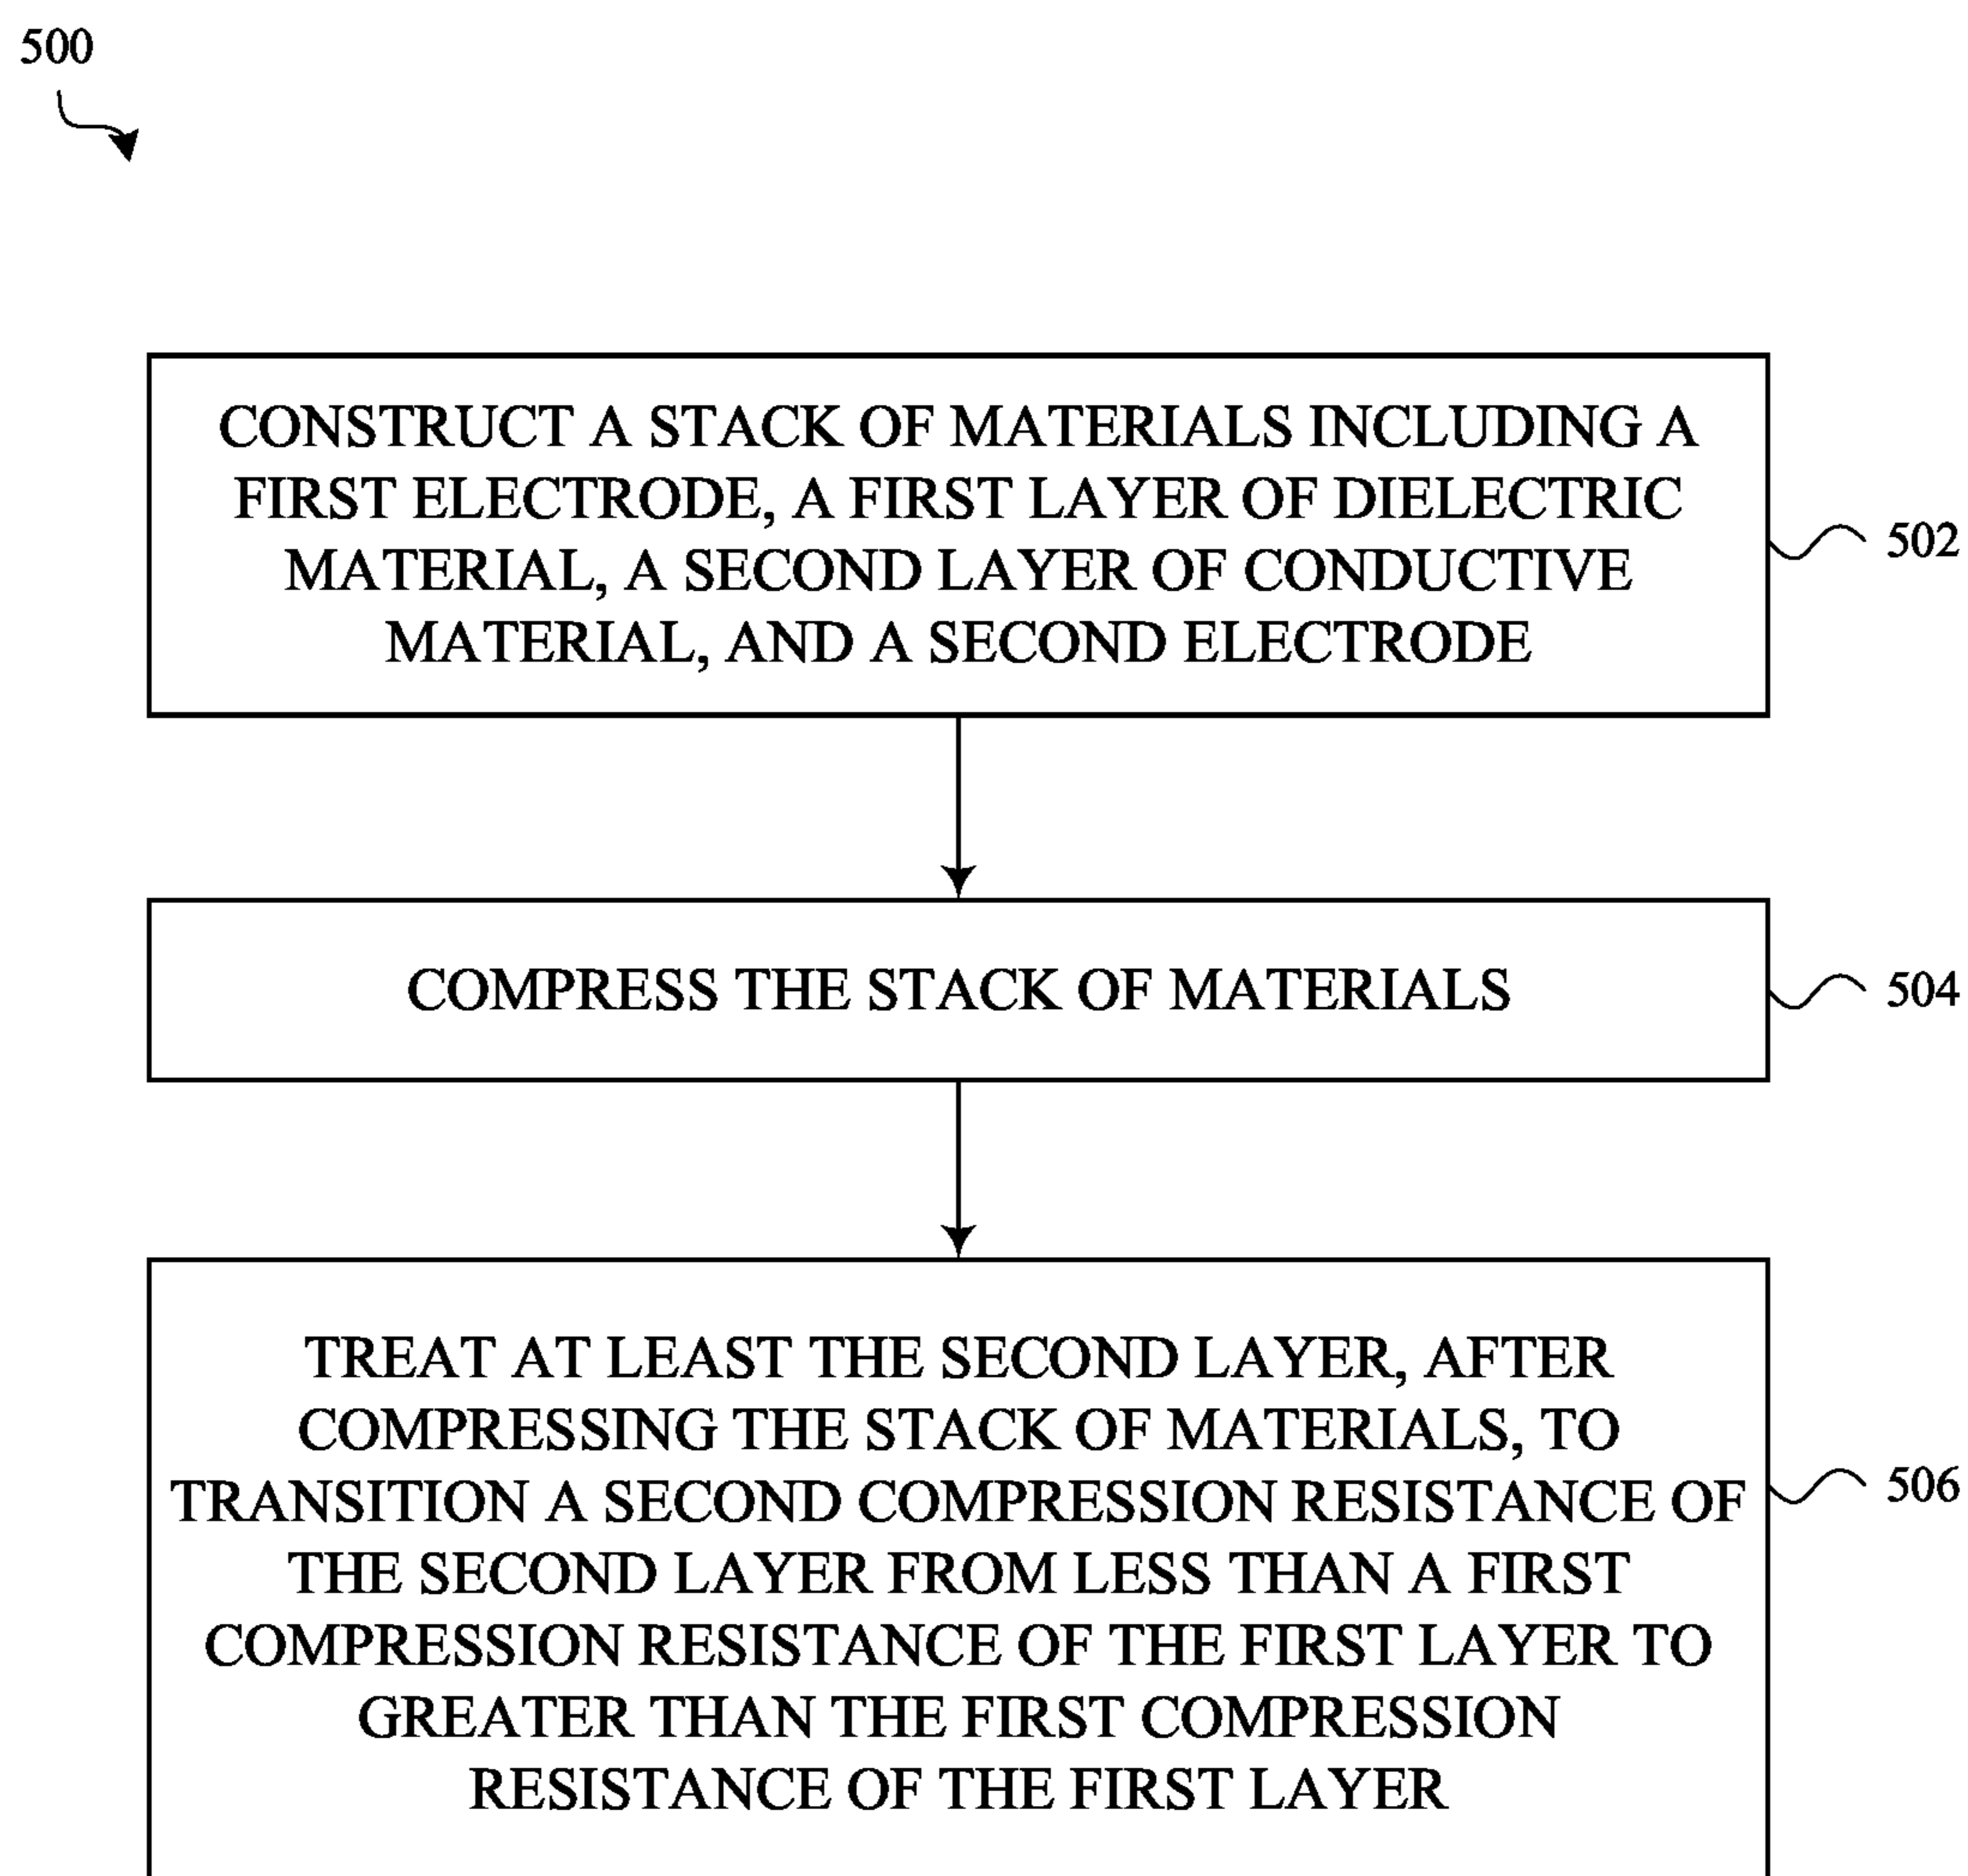 500
CONSTRUCT A STACK OF MATERIALS INCLUDING A
FIRST ELECTRODE, A FIRST LAYER OF DIELECTRIC
MATERIAL, A SECOND LAYER OF CONDUCTIVE
MATERIAL, AND A SECOND ELECTRODE
502
COMPRESS THE STACK OF MATERIALS
504
TREAT AT LEAST THE SECOND LAYER, AFTER
COMPRESSING THE STACK OF MATERIALS, TO
TRANSITION A SECOND COMPRESSION RESISTANCE OF
THE SECOND LAYER FROM LESS THAN A FIRST
COMPRESSION RESISTANCE OF THE FIRST LAYER TO
GREATER THAN THE FIRST COMPRESSION
RESISTANCE OF THE FIRST LAYER
506